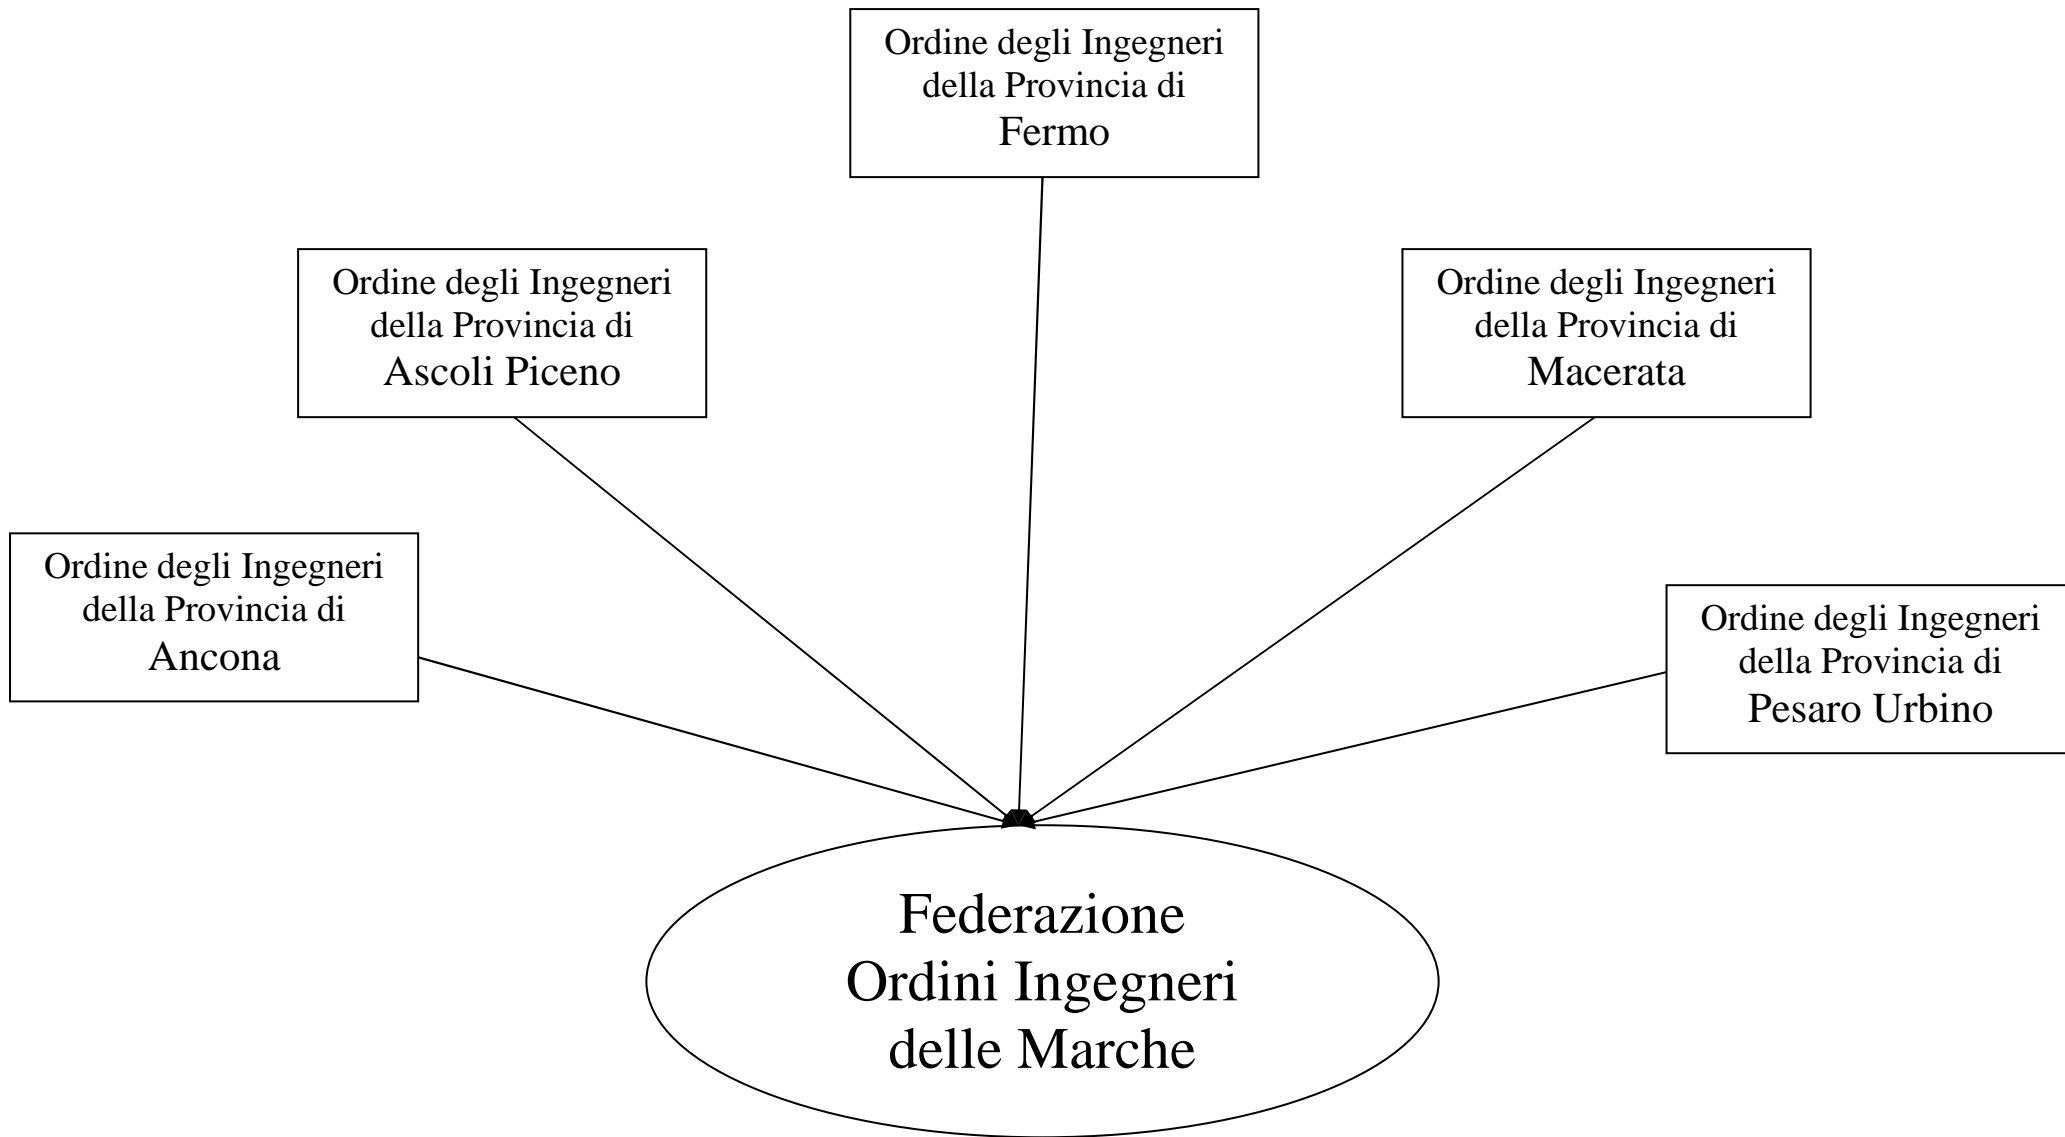 Ordine degli Ingegneri
della Provincia di
Fermo
Ordine degli Ingegneri
della Provincia di
Ascoli Piceno
Ordine degli Ingegneri
della Provincia di
Macerata
Ordine degli Ingegneri
della Provincia di
Ancona
Ordine degli Ingegneri
della Provincia di
Pesaro Urbino
Federazione
Ordini Ingegneri
delle Marche